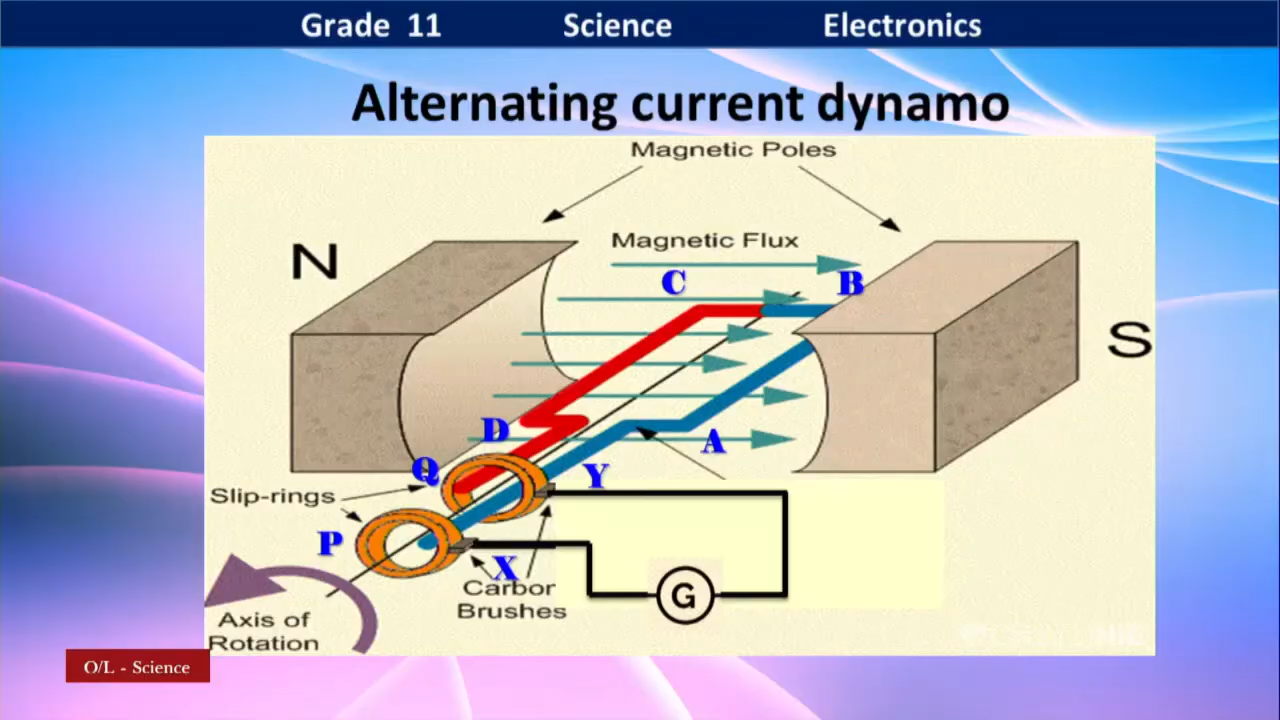 Grade 11 Science Electronics
Alternating current dynamo
Magnetic Poles
N
Magnetic Flux
C
B
S
D
A
Q
Y
Slip-rings
P
X
Carbor
Brushes
G
Axis of
Rotation
O/L - Science